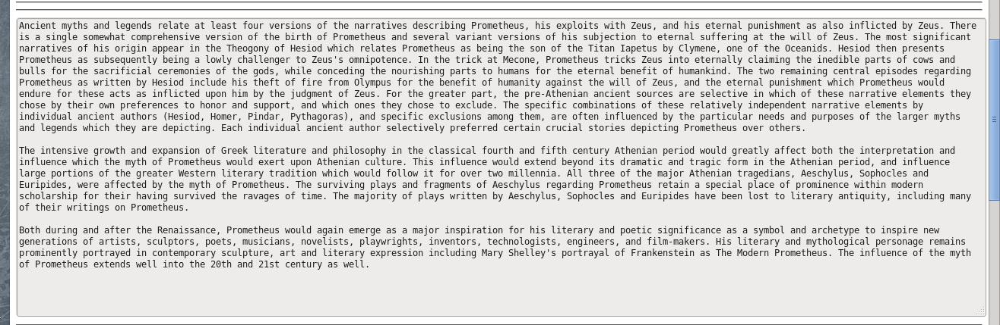 Ancient myths and legends relate at least four versions of the narratives describing Prometheus, his exploits with Zeus, and his eternal punishment as also inflicted by Zeus. There
is a single somewhat comprehensive version of the birth of Prometheus and several variant versions of his subjection to eternal suffering at the will of Zeus. The most significant
narratives of his origin appear in the Theogony of Hesiod which relates Prometheus as being the son of the Titan Iapetus by Clymene, one of the Oceanids. Hesiod then presents
Prometheus as subsequently being a lowly challenger to Zeus's omnipotence. In the trick at Mecone, Prometheus tricks Zeus into eternally claiming the inedible parts of cows and
bulls for the sacrificial ceremonies of the gods, while conceding the nourishing parts to humans for the eternal benefit of humankind. The two remaining central episodes regarding
Prometheus as written by Hesiod include his theft of fire from Olympus for the benefit of humanity against the will of Zeus, and the eternal punishment which Prometheus would
endure for these acts as inflicted upon him by the judgment of Zeus. For the greater part, the pre-Athenian ancient sources are selective in which of these narrative elements they
chose by their own preferences to honor and support, and which ones they chose to exclude. The specific combinations of these relatively independent narrative elements by
individual ancient authors (Hesiod, Homer, Pindar, Pythagoras), and specific exclusions among them, are often influenced by the particular needs and purposes of the larger myths
and legends which they are depicting. Each individual ancient author selectively preferred certain crucial stories depicting Prometheus over others.
The intensive growth and expansion of Greek literature and philosophy in the classical fourth and fifth century Athenian period would greatly affect both the interpretation and
influence which the myth of Prometheus would exert upon Athenian culture. This influence would extend beyond its dramatic and tragic form in the Athenian period, and influence
large portions of the greater Western literary tradition which would follow it for over two millennia. All three of the major Athenian tragedians, Aeschylus, Sophocles and
Euripides, were affected by the myth of Prometheus. The surviving plays and fragments of Aeschylus regarding Prometheus retain a special place of prominence within modern
scholarship for their having survived the ravages of time. The majority of plays written by Aeschylus, Sophocles and Euripides have been lost to literary antiquity, including many
of their writings on Prometheus.
Both during and after the Renaissance, Prometheus would again emerge as a major inspiration for his literary and poetic significance as a symbol and archetype to inspire new
generations of artists, sculptors, poets, musicians, novelists, playwrights, inventors, technologists, engineers, and film-makers. His literary and mythological personage remains
prominently portrayed in contemporary sculpture, art and literary expression including Mary Shelley's portrayal of Frankenstein as The Modern Prometheus. The influence of the myth
of Prometheus extends well into the 20th and 21st century as well.